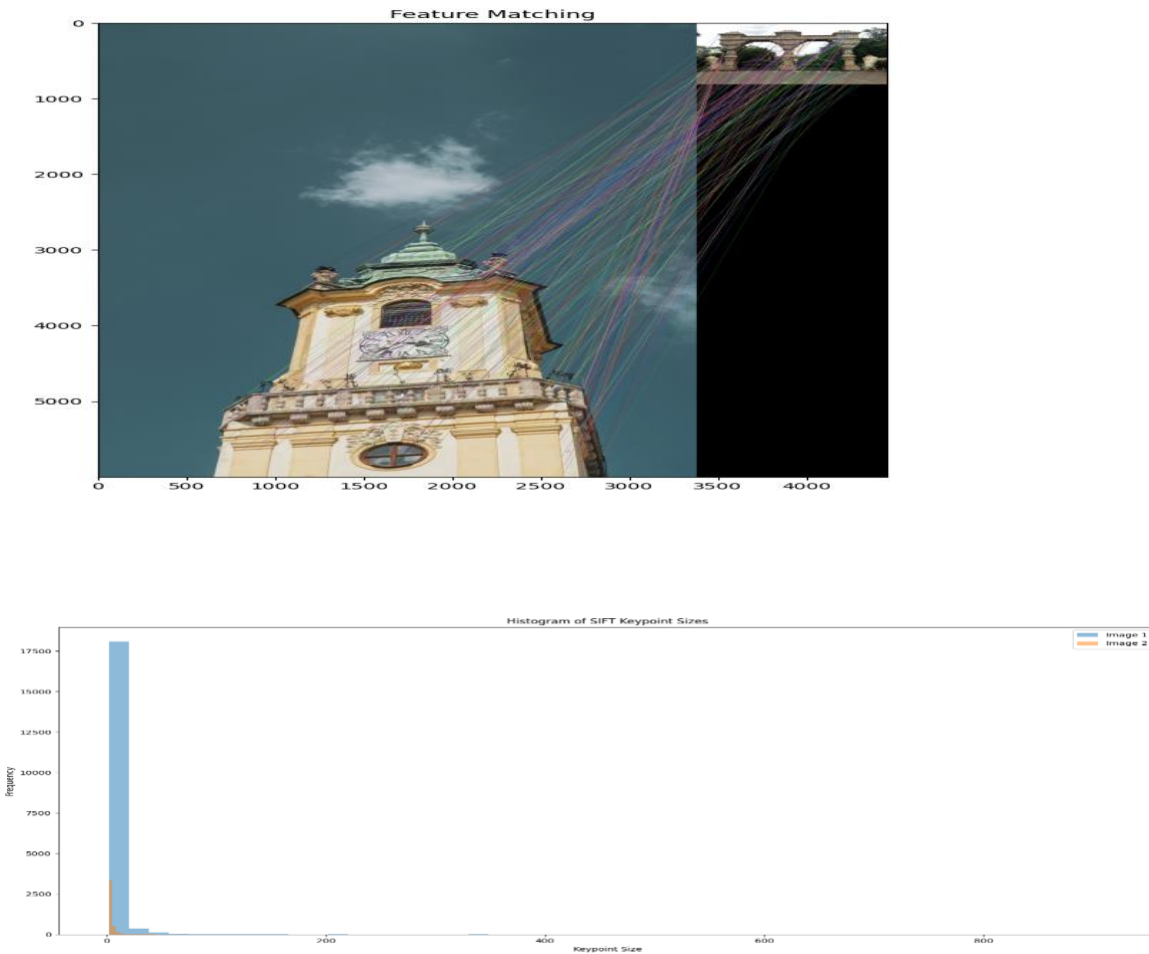 Feature Matching
0
1000
2000
3000
4000
5000
0 500 1000 1500 2000 2500 3000 3500 4000
Histogram of SIFT Keypoint Sizes
Image 1
Image 2
17500
15000
12500
10000
7500
5000
2500
0
Frequency
0 200 400 600 800
Keypoint Size